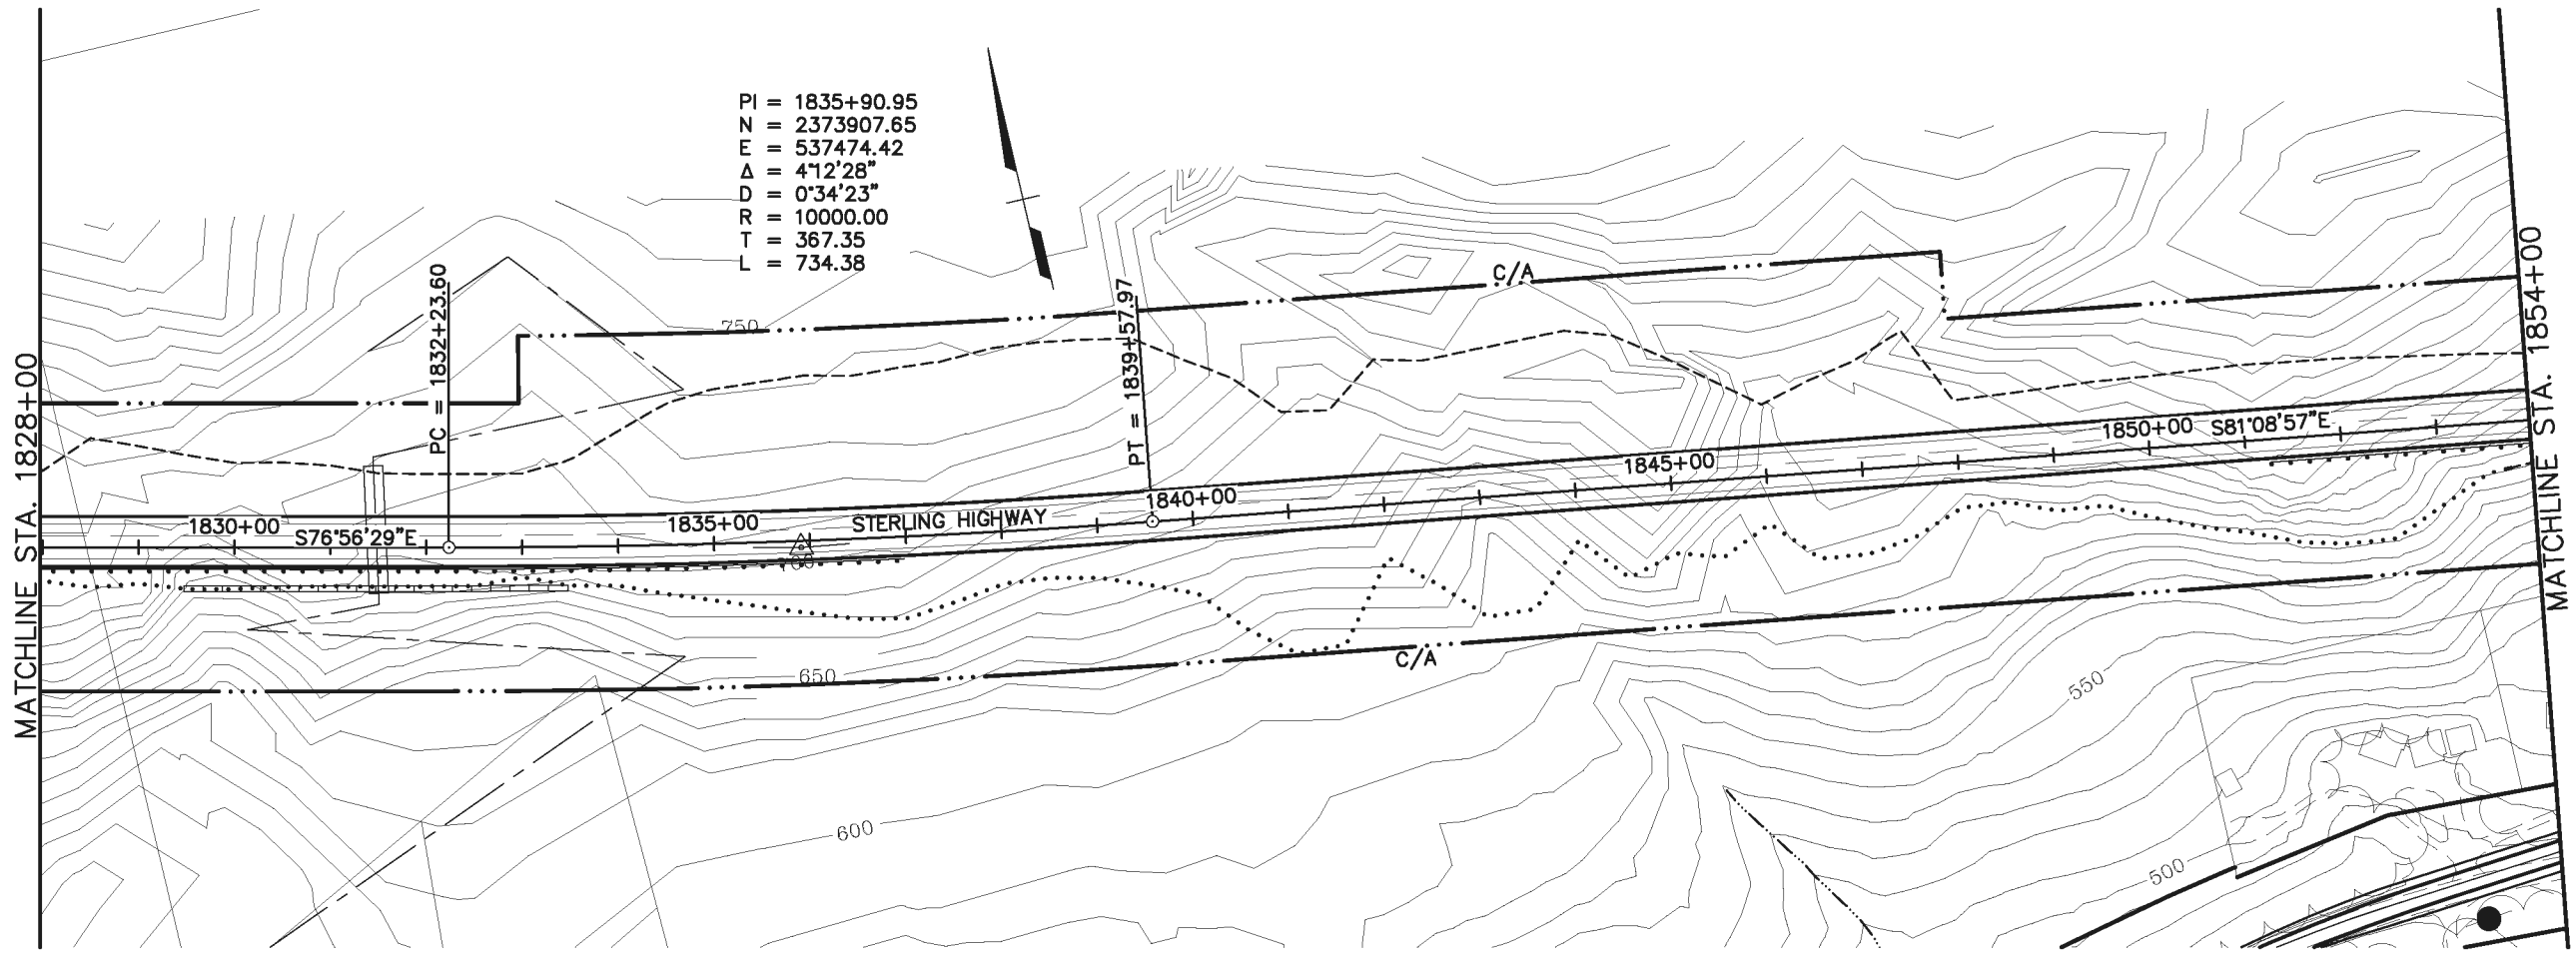 PI = 1835+90.95
N = 2373907.65
E = 537474.42
Δ = 4°12'28"
D = 0°34'23"
R = 10000.00
T = 367.35
L = 734.38
MATCHLINE STA. 1828+00
PC = 1832+23.60
PT = 1839+57.97
C/A
750
MATCHLINE STA. 1854+00
1830+00
S76°56'29"E
1835+00
STERLING HIGHWAY
1840+00
1845+00
1850+00
S81°08'57"E
700
C/A
650
550
600
500